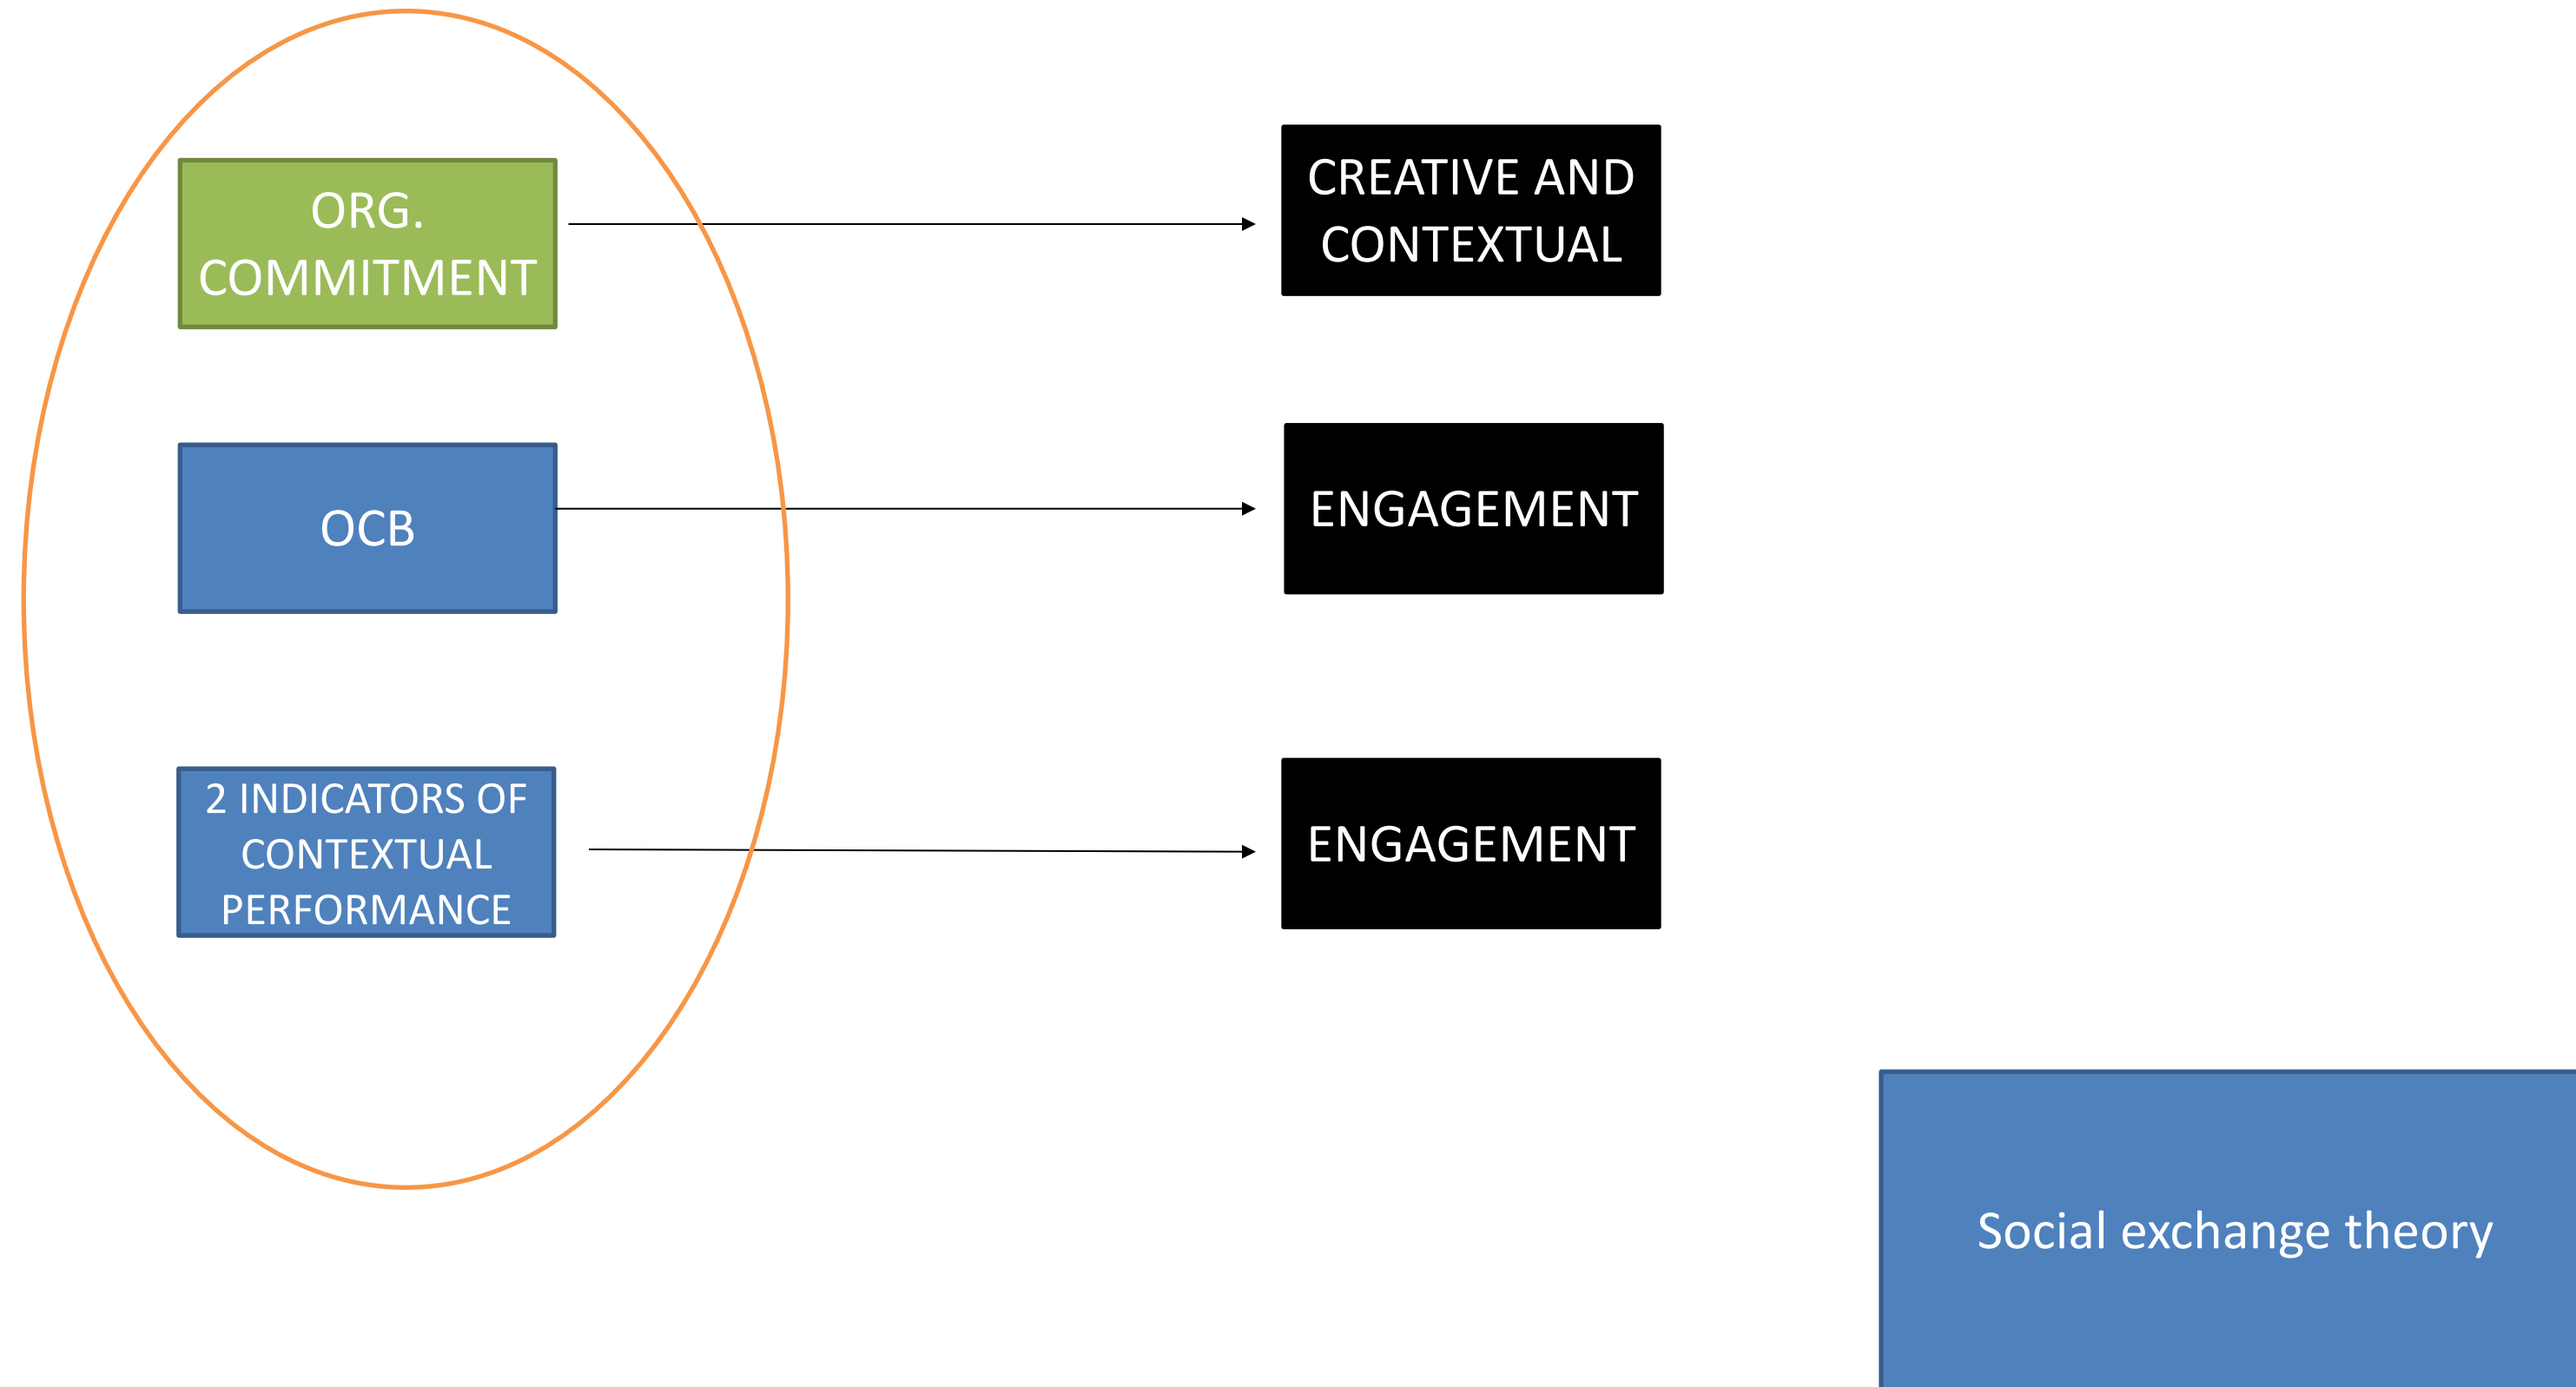 ORG.
COMMITMENT
CREATIVE AND
CONTEXTUAL
OCB
ENGAGEMENT
2 INDICATORS OF
CONTEXTUAL
PERFORMANCE
ENGAGEMENT
Social exchange theory